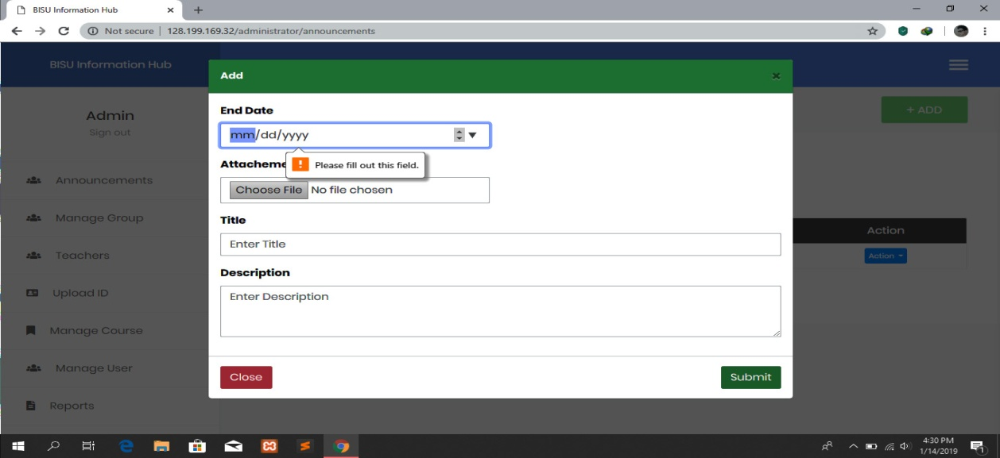 BISU Information Hub
Not secure | 128.199.169.32/administrator/announcements
BISU Information Hub
Admin
Sign out
Announcements
Manage Group
Teachers
Upload ID
Manage Course
Manage User
Reports
+ ADD
Action
Action
Add
End Date
mm/dd/yyyy
Please fill out this field.
Attacheme
Choose File No file chosen
Title
Enter Title
Description
Enter Description
Close Submit
4:30 PM
1/14/2019